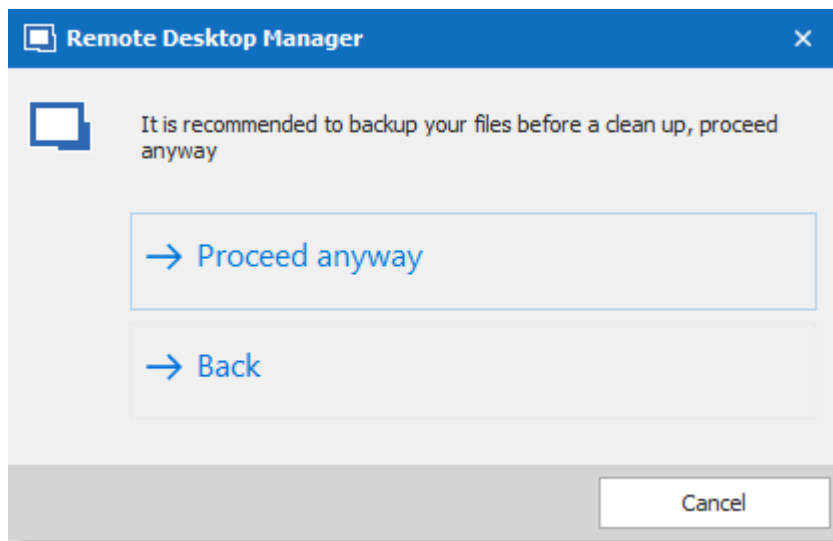 Remote Desktop Manager
It is recommended to backup your files before a clean up, proceed
anyway
Proceed anyway
Back
Cancel